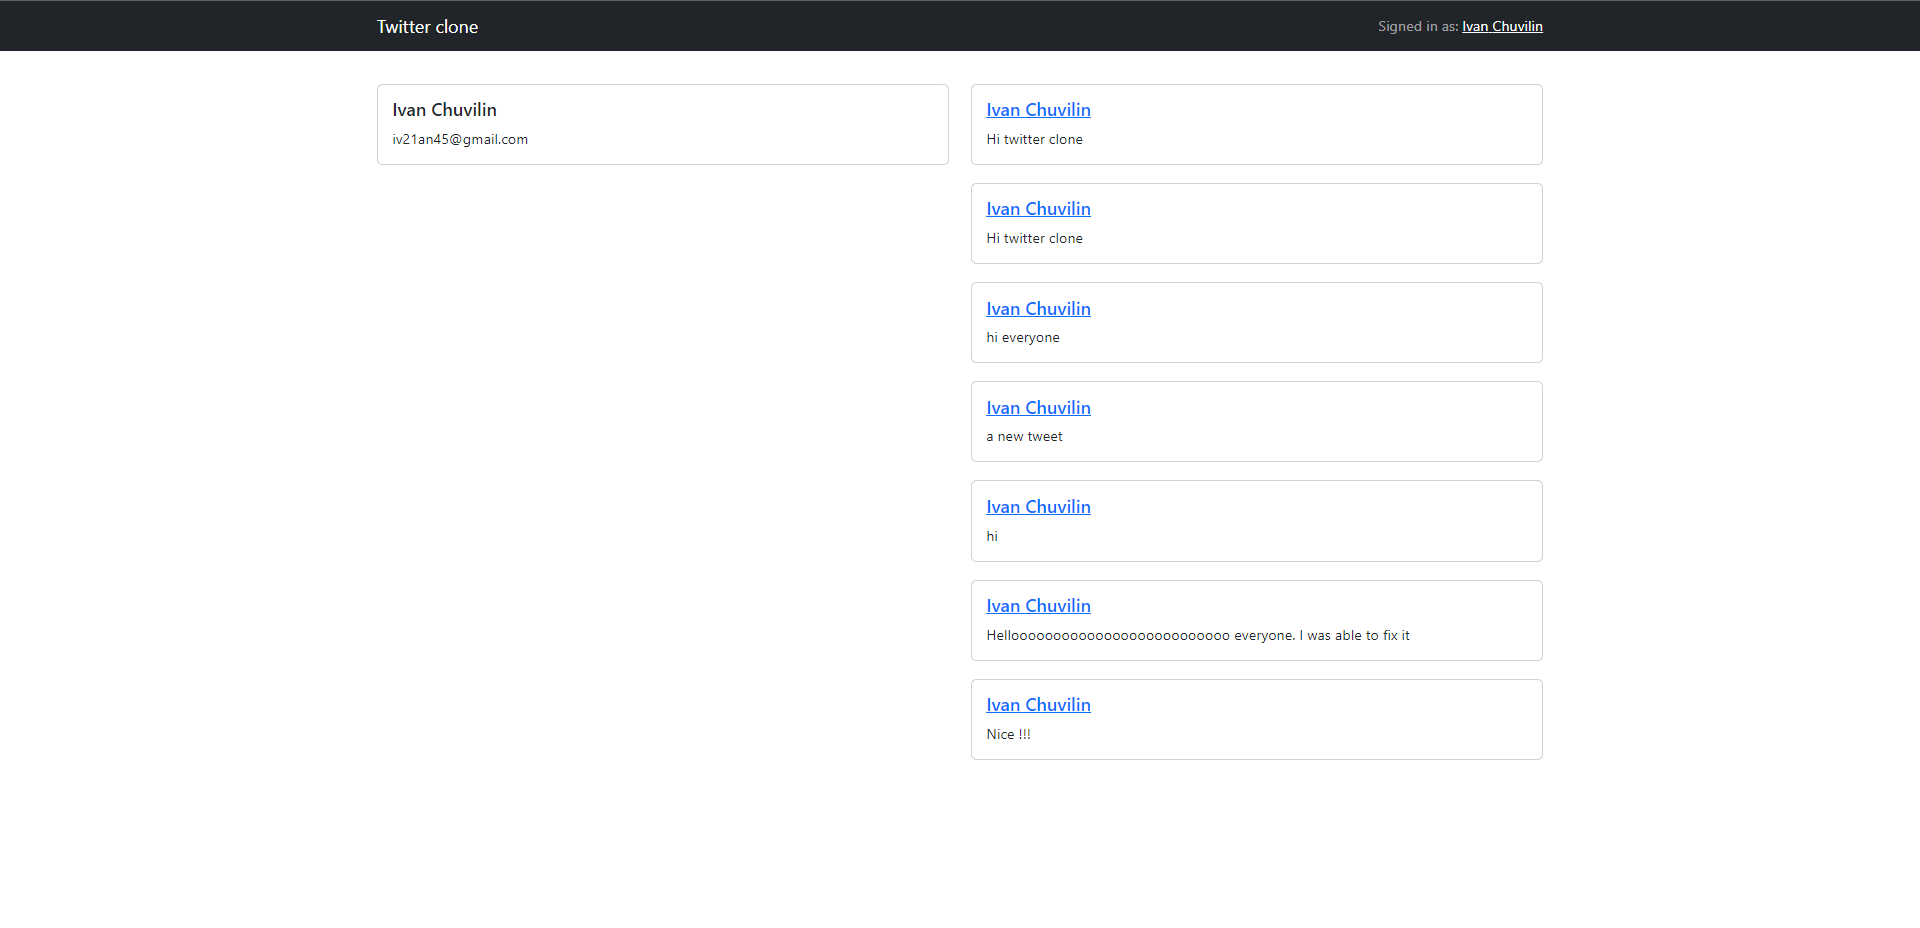 Twitter clone
Signed in as: Ivan Chuvilin
Ivan Chuvilin
iv21an45@gmail.com
Ivan Chuvilin
Hi twitter clone
Ivan Chuvilin
Hi twitter clone
Ivan Chuvilin
hi everyone
Ivan Chuvilin
a new tweet
Ivan Chuvilin
hi
Ivan Chuvilin
Hellooooooooooooooooooooooooooo everyone. I was able to fix it
Ivan Chuvilin
Nice !!!